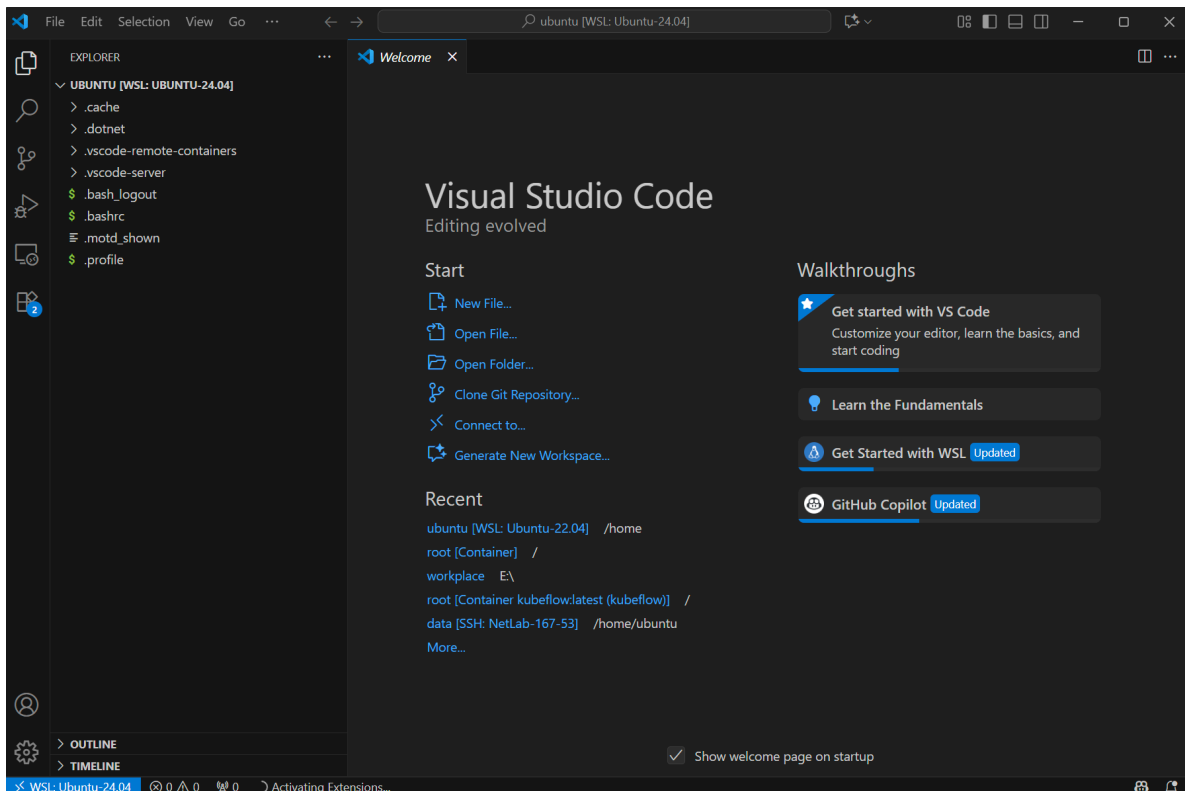 File Edit Selection View Go ··· ubuntu [WSL: Ubuntu-24.04]
EXPLORER
UBUNTU [WSL: UBUNTU-24.04]
.cache
.dotnet
.vscode-remote-containers
.vscode-server
$ .bash_logout
$ .bashrc
.motd_shown
$ .profile
OUTLINE
TIMELINE
2
Welcome
Visual Studio Code
Editing evolved
Start
New File...
Open File...
Open Folder...
Clone Git Repository...
Connect to...
Generate New Workspace...
Recent
ubuntu [WSL: Ubuntu-22.04] /home
root [Container] /
workplace E:\
root [Container kubeflow:latest (kubeflow)] /
data [SSH: NetLab-167-53] /home/ubuntu
More...
Walkthroughs
Get started with VS Code
Customize your editor, learn the basics, and
start coding
Learn the Fundamentals
Get Started with WSL Updated
GitHub Copilot Updated
Show welcome page on startup
WSL: Ubuntu-24.04 0 0 0 Activating Extensions...